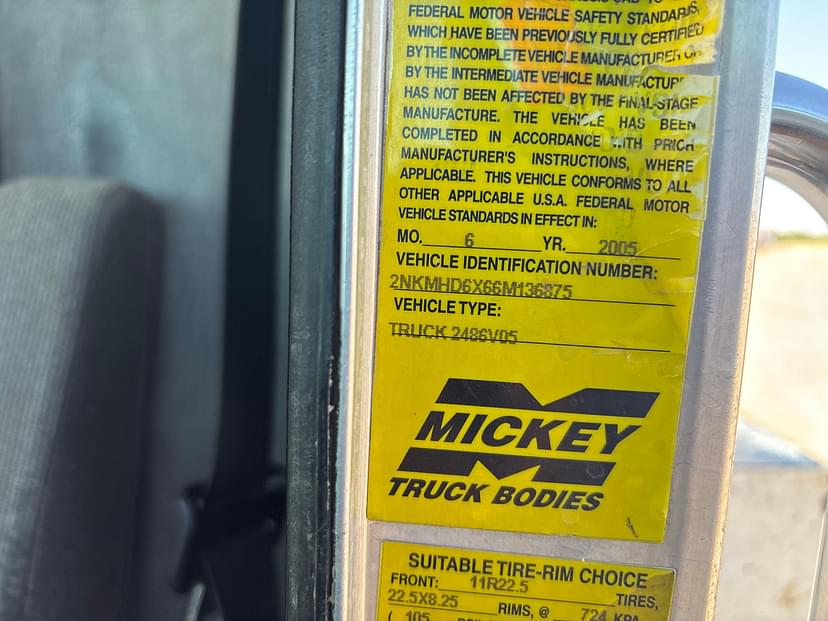 FEDERAL MOTOR VEHICLE SAFETY STANDARDS,
WHICH HAVE BEEN PREVIOUSLY FULLY CERTIFIED
BY THE INCOMPLETE VEHICLE MANUFACTURER OR
BY THE INTERMEDIATE VEHICLE
HAS NOT BEEN AFFECTED BY THE FINAL-STAGE
MANUFACTURE. THE VEHICLE HAS BEEN
COMPLETED IN ACCORDANCE WITH PRIOR
MANUFACTURER'S INSTRUCTIONS, WHERE
APPLICABLE. THIS VEHICLE CONFORMS TO ALL
OTHER APPLICABLE U.S.A. FEDERAL MOTOR
VEHICLE STANDARDS IN EFFECT IN:
MO. 6 YR. 2005
VEHICLE IDENTIFICATION NUMBER:
2NKMHD6X66M136875
VEHICLE TYPE:
TRUCK 2486V05
MICKEY
TRUCK BODIES
SUITABLE TIRE-RIM CHOICE
FRONT: 11R22.5 TIRES,
22.5X8.25 RIMS, @ 724 KPA
( 105